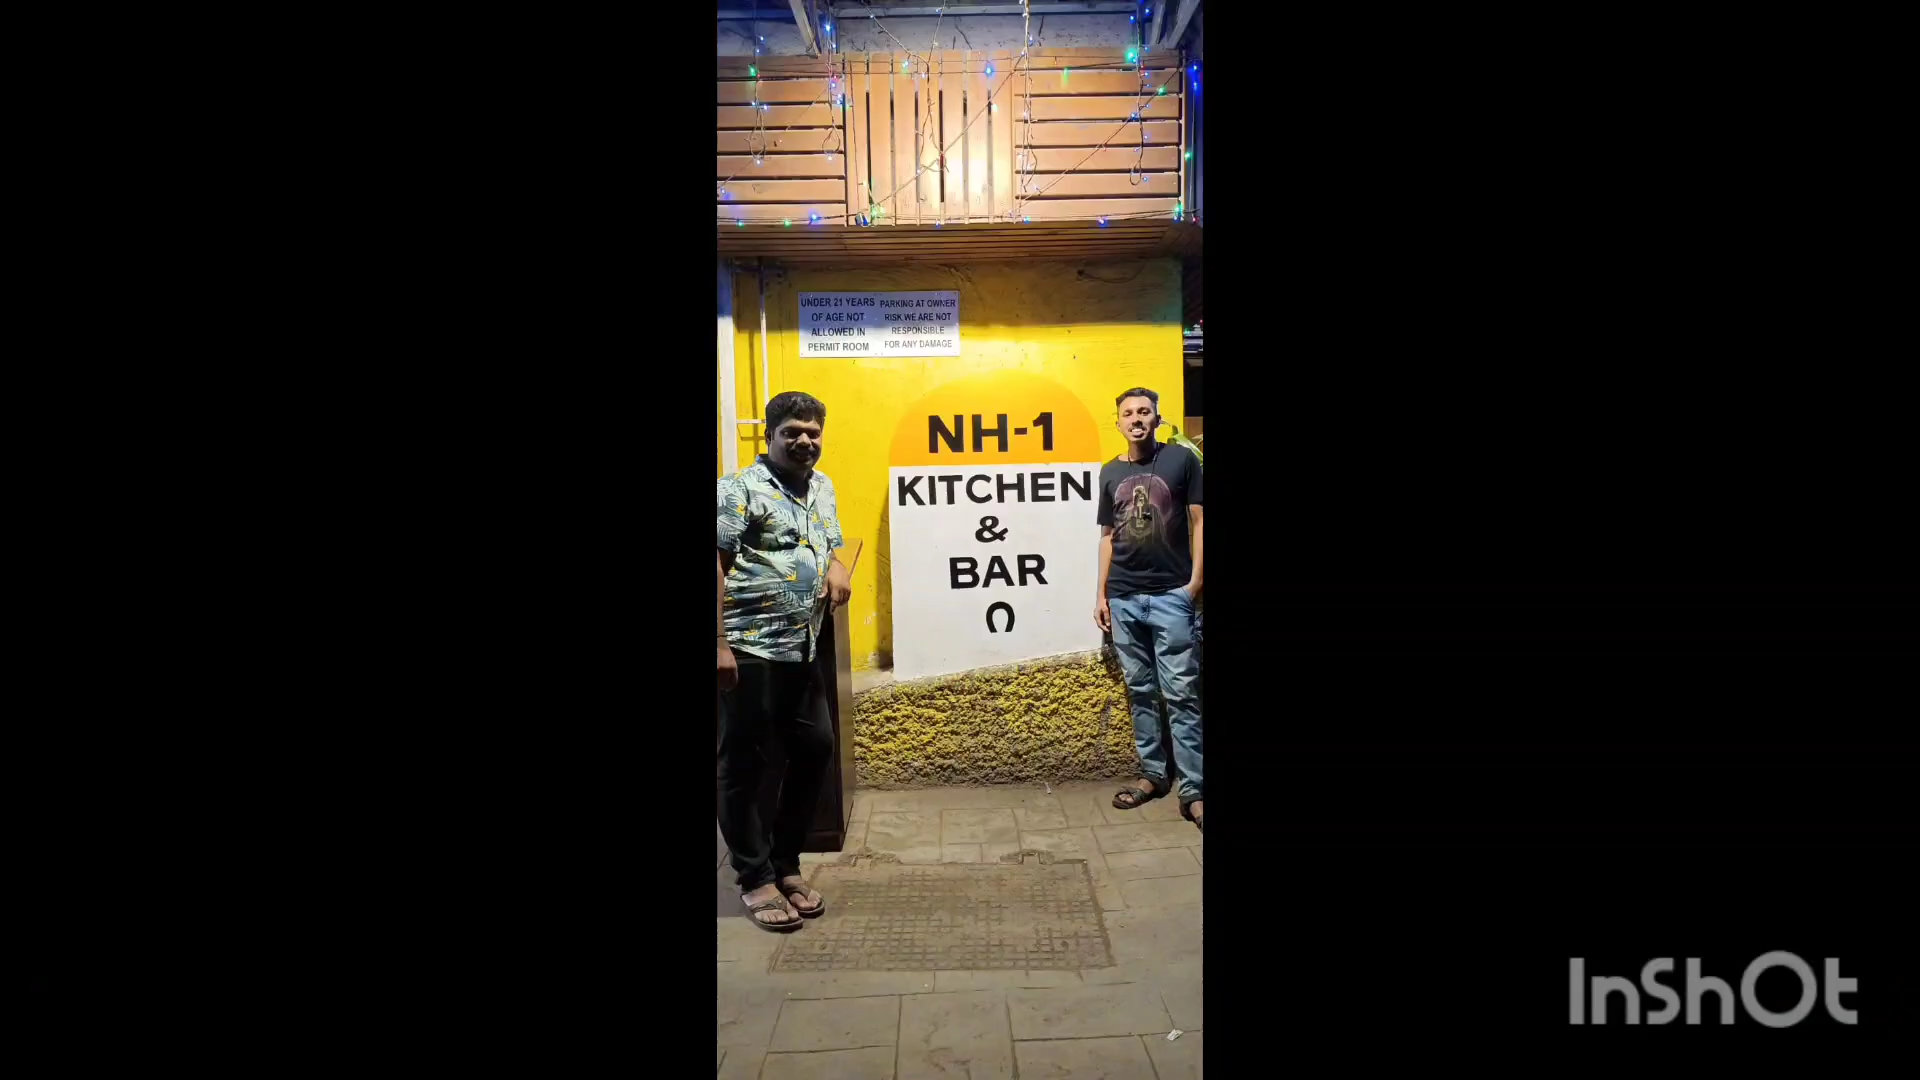 UNDER 21 YEARS
OF AGE NOT
ALLOWED IN
PERMIT ROOM
PARKING AT OWNER
RISK WE ARE NOT
RESPONSIBLE
FOR ANY DAMAGE
NH-1
KITCHEN
&
BAR
InShOt